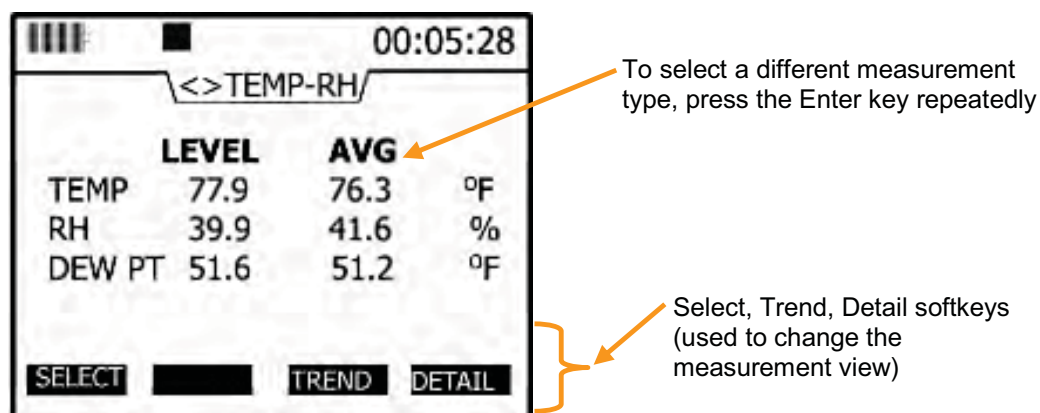 00:05:28
<>TEMP-RH
LEVEL AVG
TEMP 77.9 76.3 ºF
RH 39.9 41.6 %
DEW PT 51.6 51.2 ºF
SELECT TREND DETAIL
To select a different measurement
type, press the Enter key repeatedly
Select, Trend, Detail softkeys
(used to change the
measurement view)